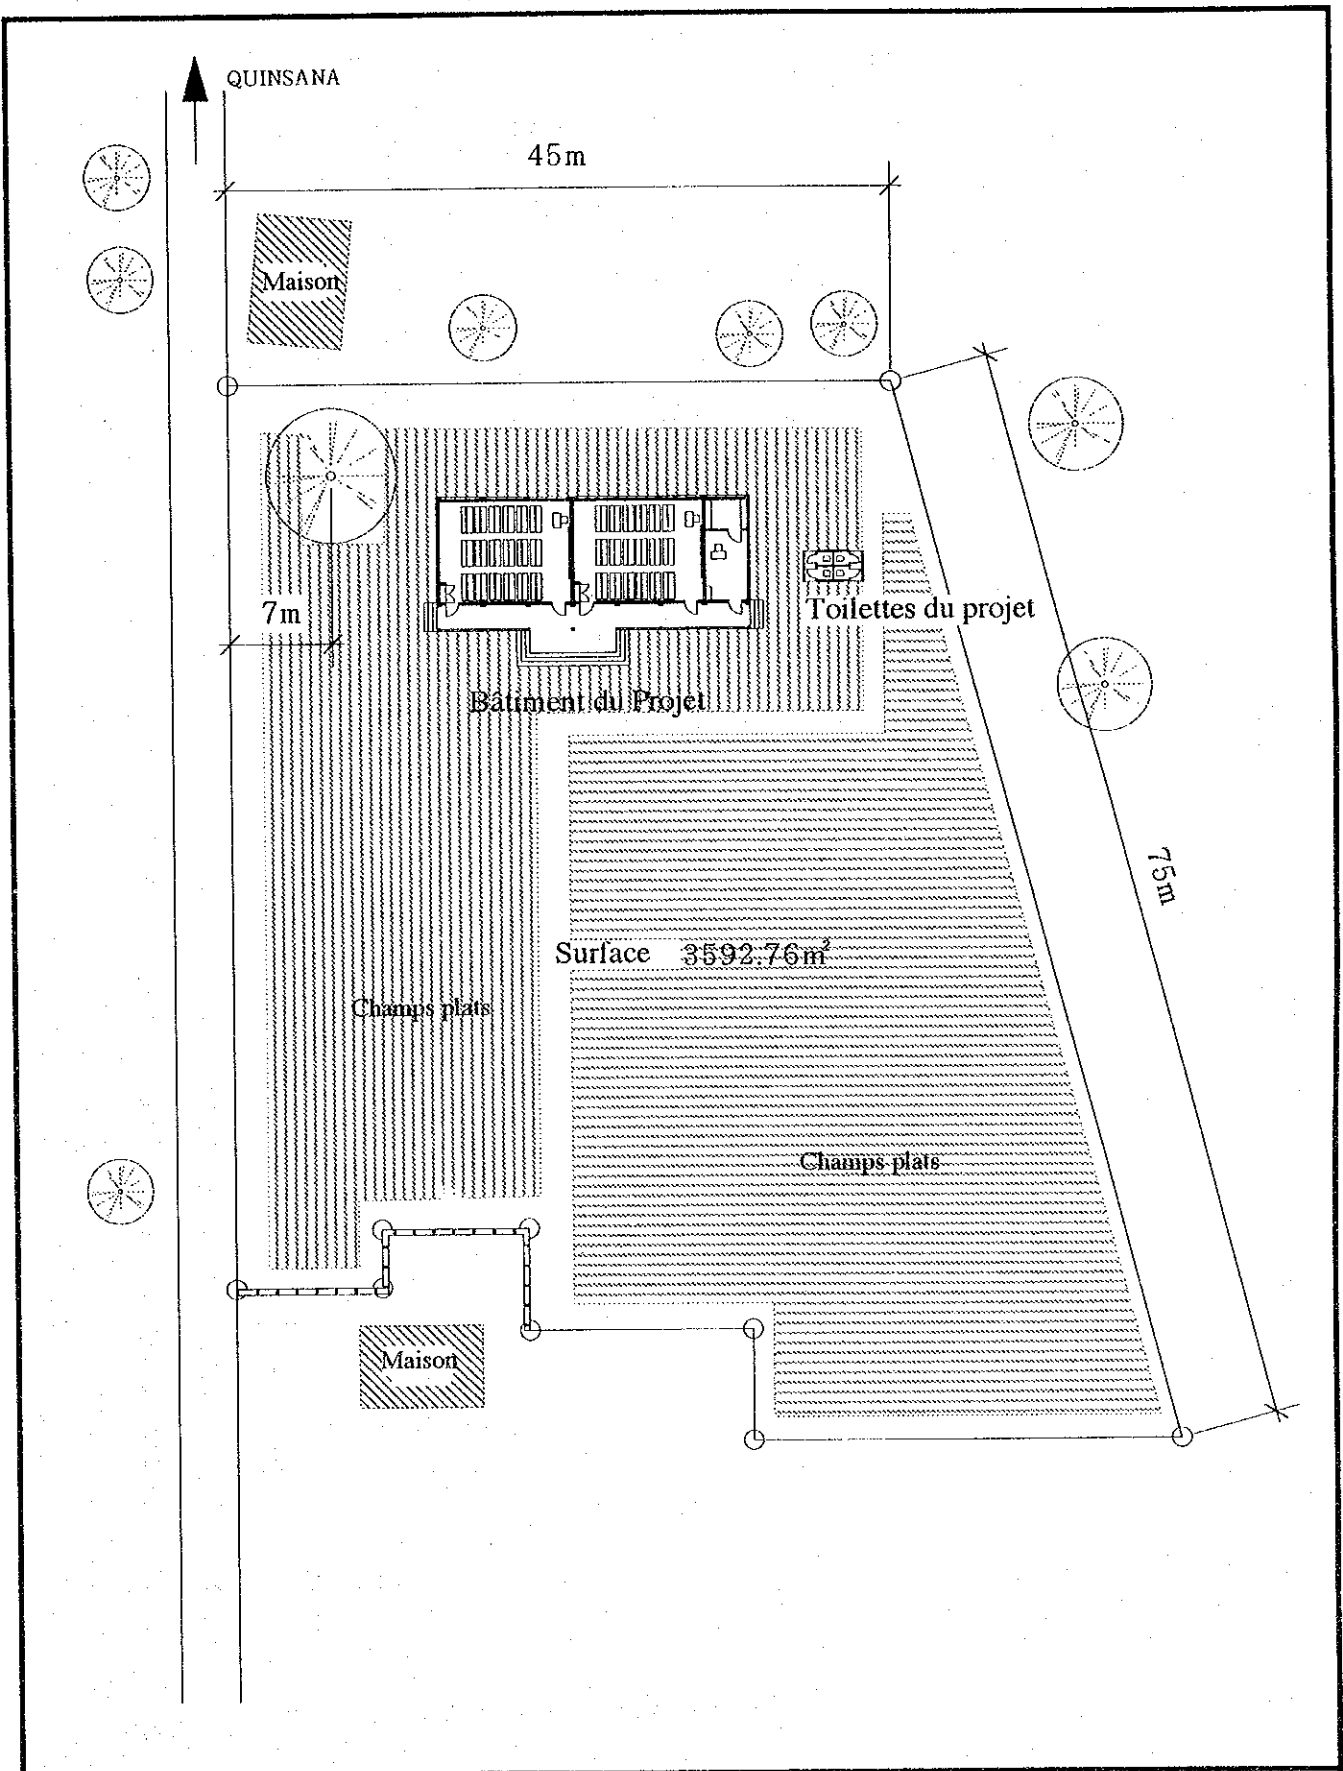 QUINSANA
45m
Maison
7m
Toilettes du projet
Bâtiment du Projet
75m
Surface 3592.76m²
Champs plats
Champs plats
Maison